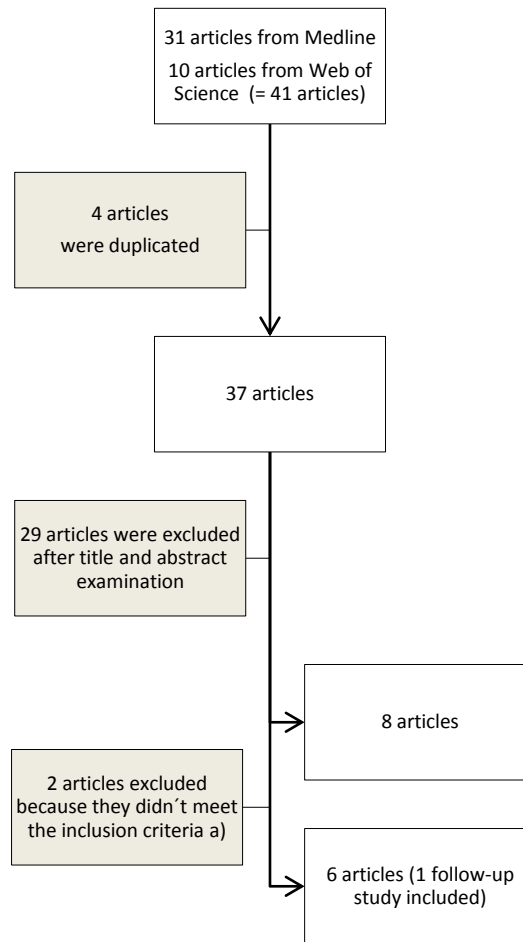 31 articles from Medline
10 articles from Web of
Science (= 41 articles)
4 articles
were duplicated
37 articles
29 articles were excluded
after title and abstract
examination
8 articles
2 articles excluded
because they didn´t meet
the inclusion criteria a)
6 articles (1 follow-up
study included)